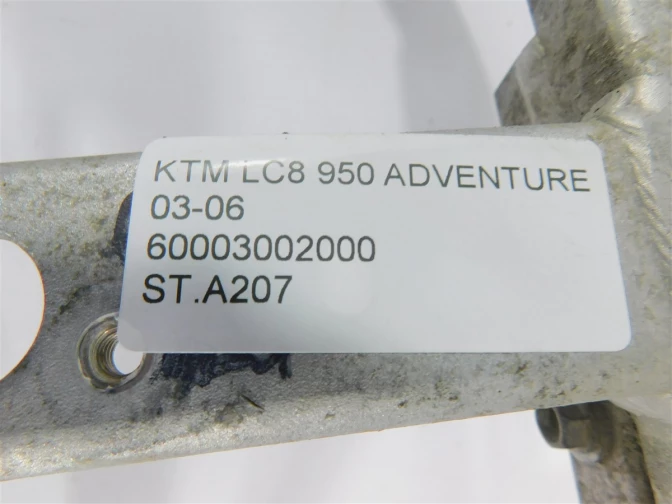 KTM LC8 950 ADVENTURE
03-06
60003002000
ST.A207